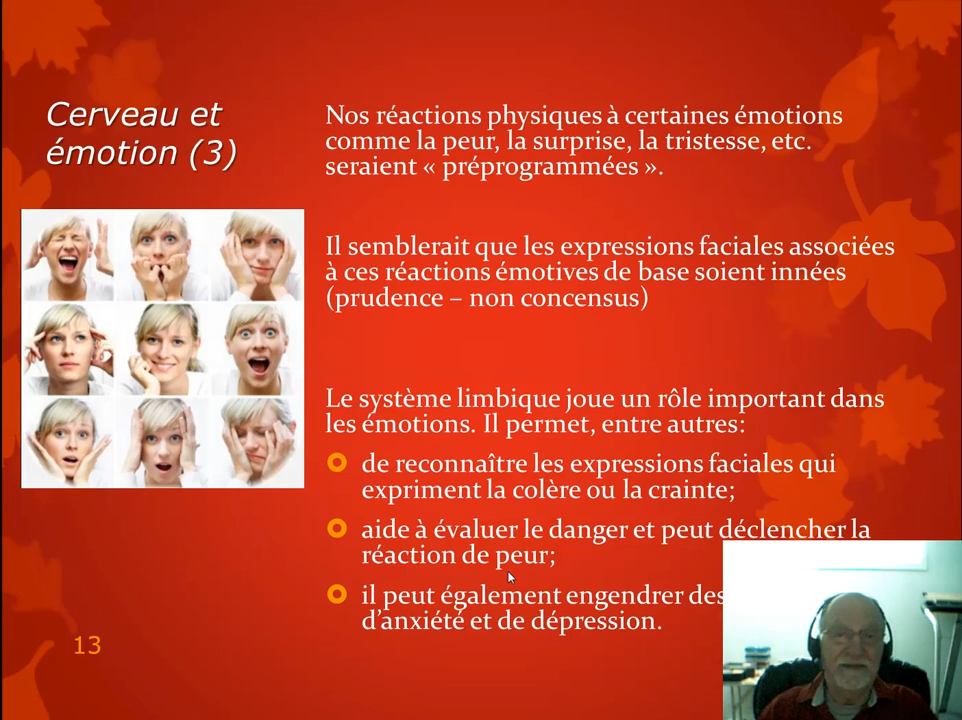 Cerveau et
émotion (3)
Nos réactions physiques à certaines émotions
comme la peur, la surprise, la tristesse, etc.
seraient « préprogrammées ».
Il semblerait que les expressions faciales associées
à ces réactions émotives de base soient innées
(prudence – non concensus)
Le système limbique joue un rôle important dans
les émotions. Il permet, entre autres:
de reconnaître les expressions faciales qui
expriment la colère ou la crainte;
aide à évaluer le danger et peut déclencher la
réaction de peur;
il peut également engendrer des
d’anxiété et de dépression.
13